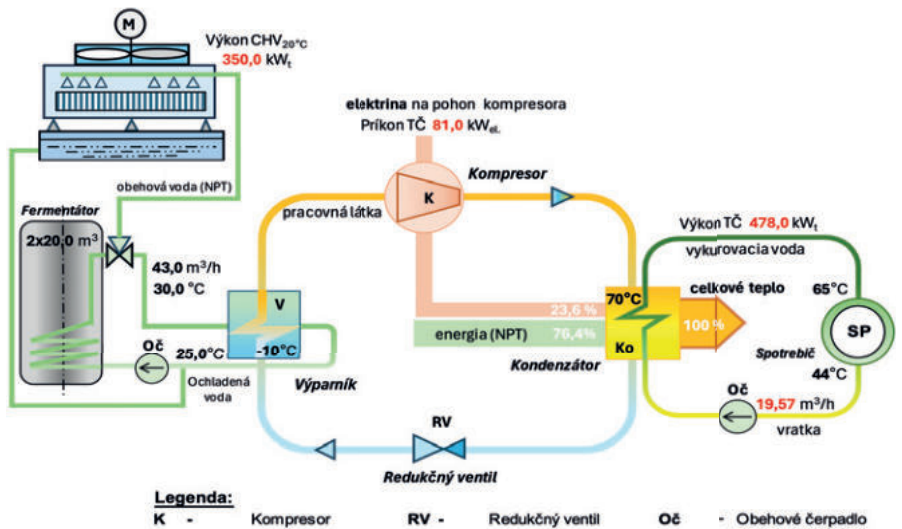 M
Výkon CHV20°C
350,0 kWt
elektrina na pohon kompresora
Príkon TČ 81,0 kWel.
Kompresor
obehová voda (NPT)
pracovná látka
K
Fermentátor
2x20,0 m³
43,0 m³/h
30,0 °C
Výkon TČ 478,0 kWt
vykurovacia voda
V
70°C
celkové teplo
65°C
23,6 %
energia (NPT) 76,4%
100 %
SP
-10°C
Oč
25,0°C
Ko
Kondenzátor
Spotrebič
44°C
Ochladená
voda
Výparník
Oč
19,57 m³/h
vratka
RV
Redukčný ventil
Legenda:
K - Kompresor RV - Redukčný ventil Oč - Obehové čerpadlo